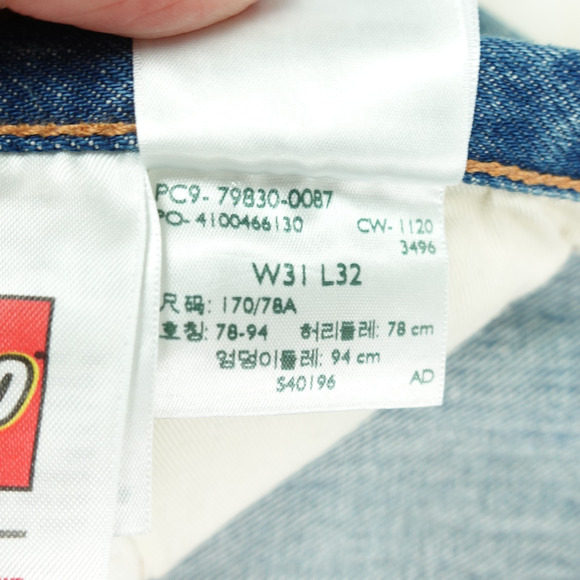 PC9- 79830-0087
PO- 4100466130 CW- 1120
3496
W31 L32
尺码: 170/78A
호칭: 78-94 허리둘레: 78 cm
엉덩이둘레: 94 cm
S40196 AD